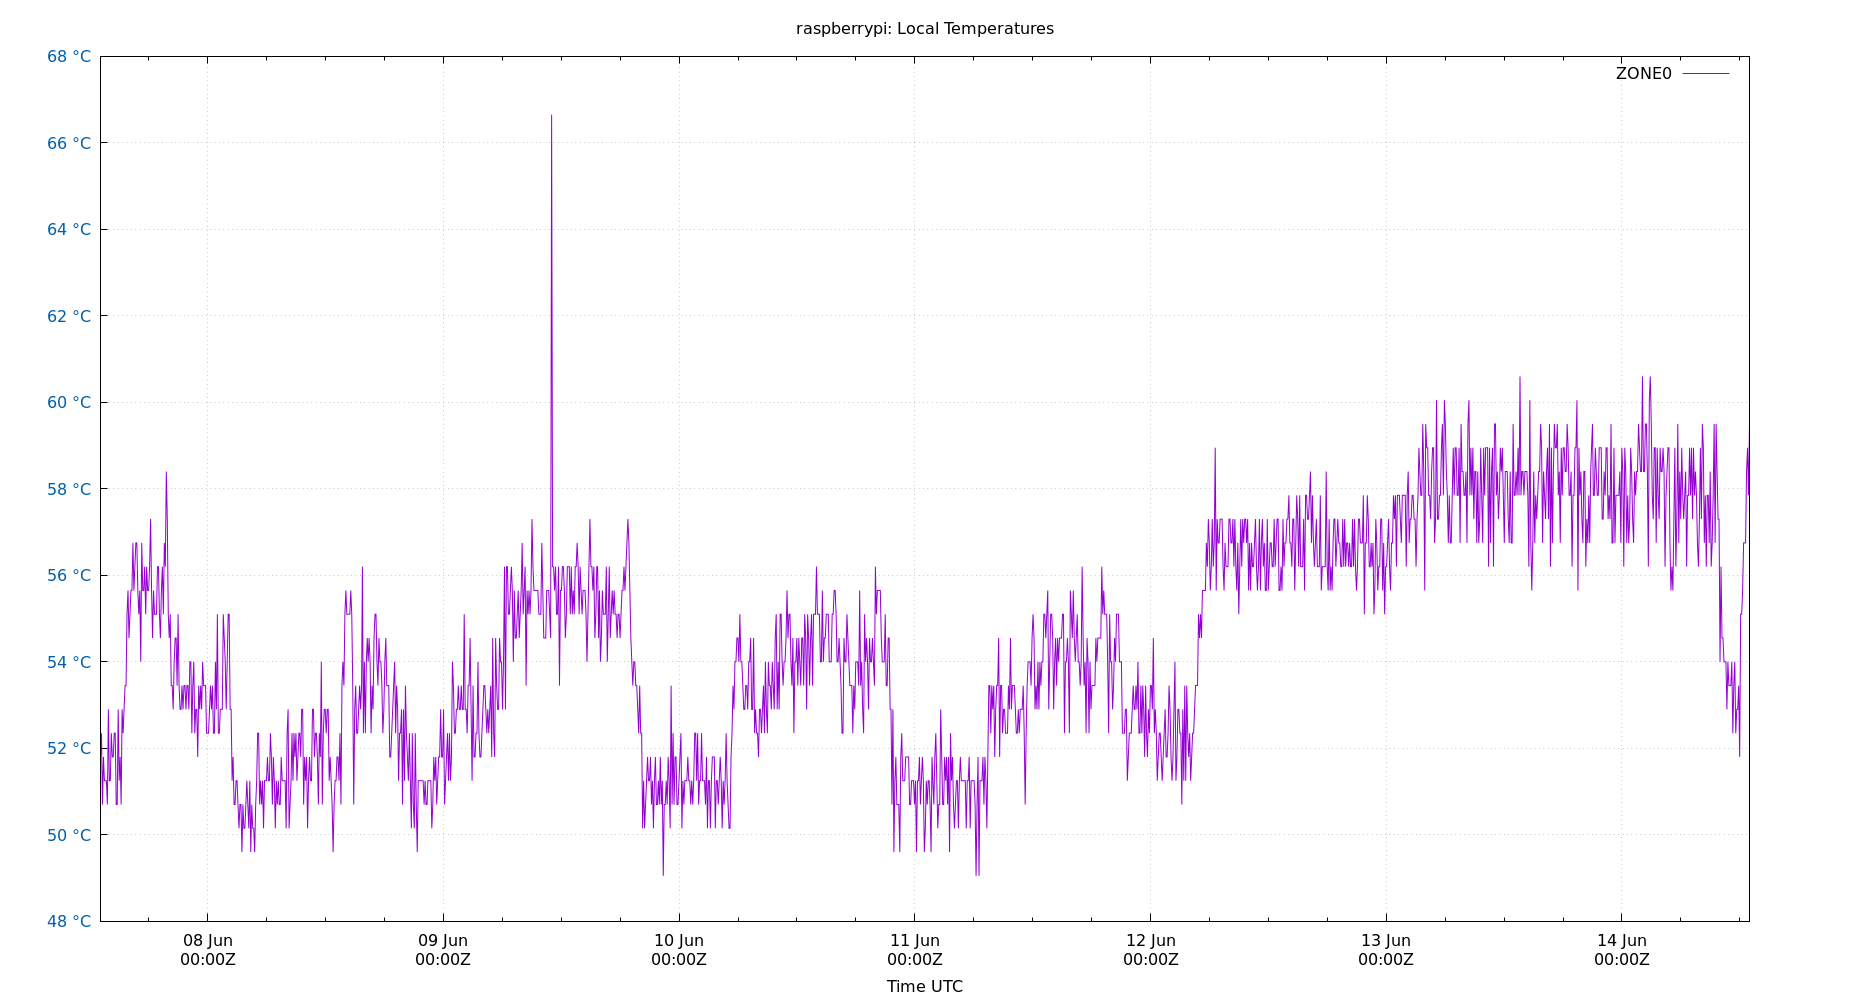 raspberrypi: Local Temperatures
68 °C
ZONE0
66 °C
64 °C
62 °C
60 °C
58 °C
56 °C
54 °C
52 °C
50 °C
48 °C
08 Jun 09 Jun 10 Jun 11 Jun 12 Jun 13 Jun 14 Jun
00:00Z 00:00Z 00:00Z 00:00Z 00:00Z 00:00Z 00:00Z
Time UTC